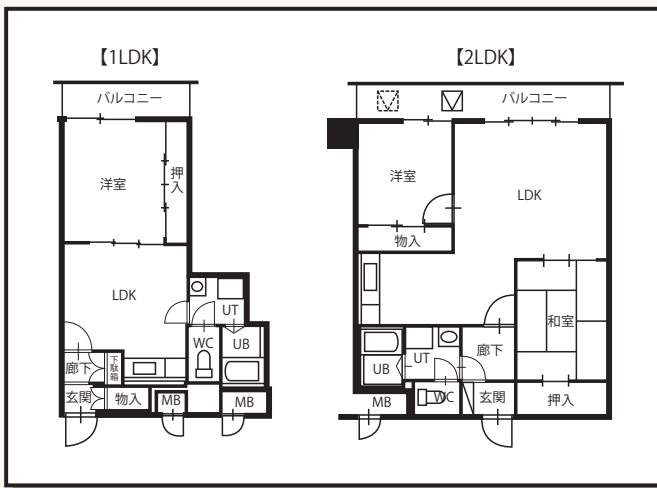 【1LDK】
バルコニー
洋室
押入
LDK
UT
WC
UB
廊下
下駄箱
玄関
物入
MB
MB
【2LDK】
バルコニー
洋室
LDK
物入
和室
廊下
UT
UB
MB
WC
玄関
押入